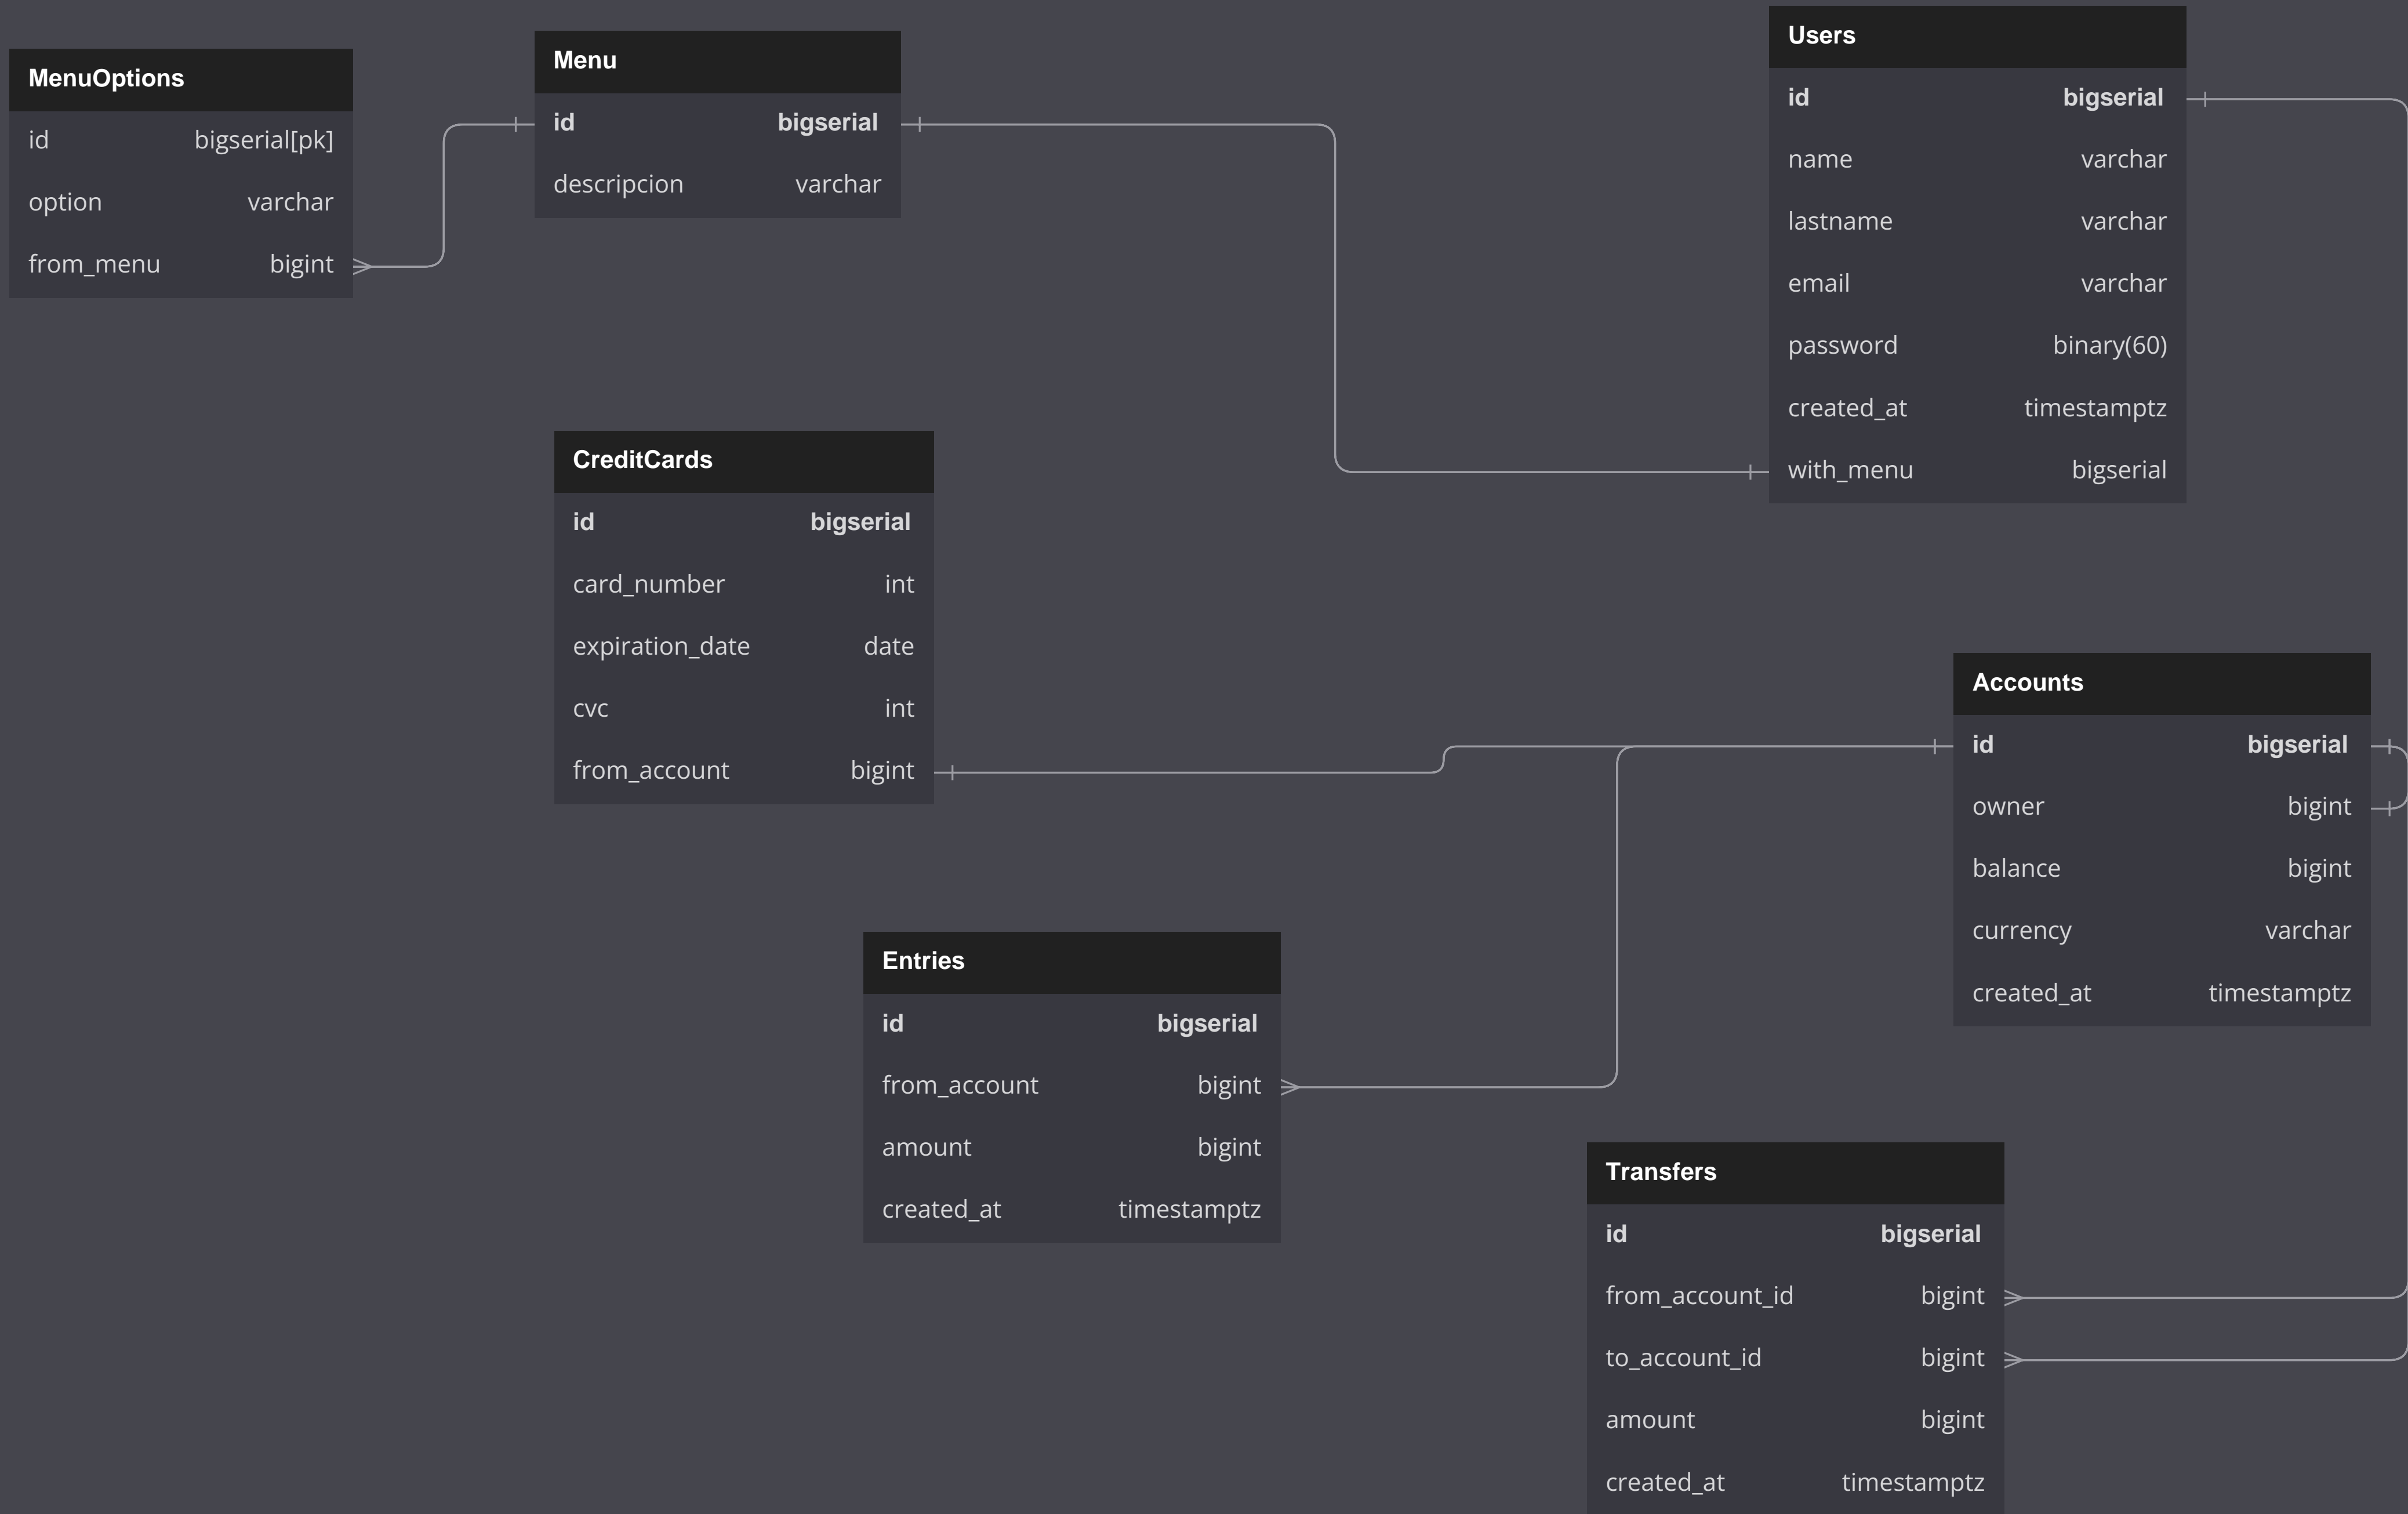 MenuOptions
id bigserial[pk]
option varchar
from_menu bigint
Menu
id bigserial
descripcion varchar
Users
id bigserial
name varchar
lastname varchar
email varchar
password binary(60)
created_at timestamptz
with_menu bigserial
CreditCards
id bigserial
card_number int
expiration_date date
cvc int
from_account bigint
Accounts
id bigserial
owner bigint
balance bigint
currency varchar
created_at timestamptz
Entries
id bigserial
from_account bigint
amount bigint
created_at timestamptz
Transfers
id bigserial
from_account_id bigint
to_account_id bigint
amount bigint
created_at timestamptz